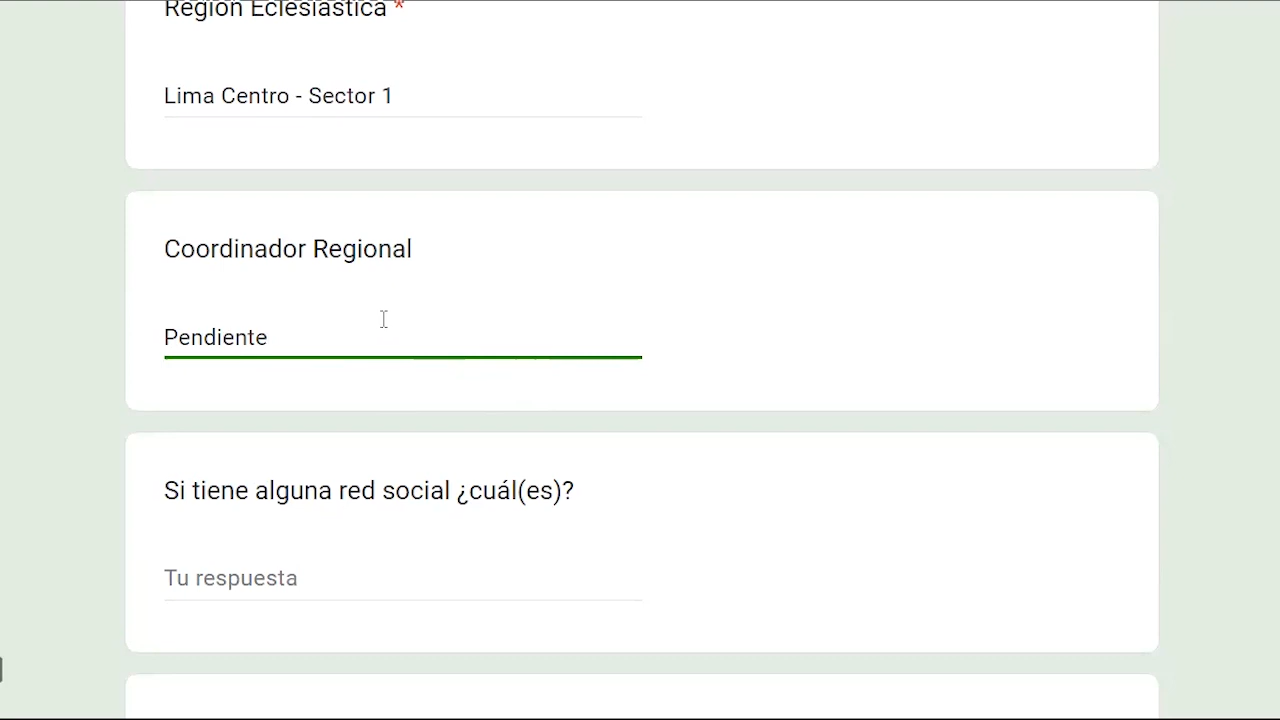 Región Eclesiástica *
Lima Centro - Sector 1
Coordinador Regional
Pendiente
Si tiene alguna red social ¿cuál(es)?
Tu respuesta